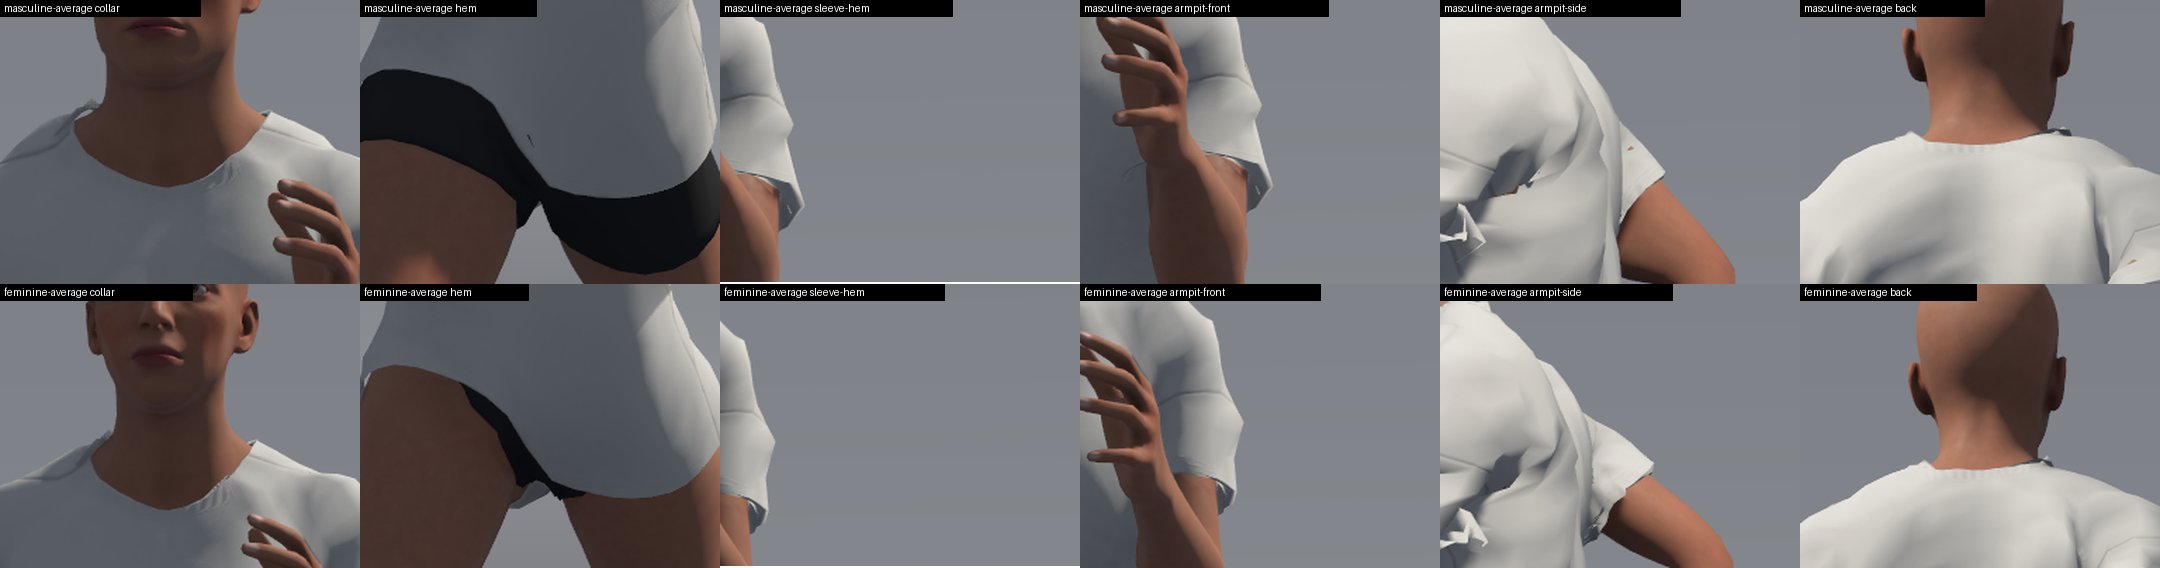 masculine-average collar
masculine-average hem
masculine-average sleeve-hem
masculine-average armpit-front
masculine-average armpit-side
masculine-average back
feminine-average collar
feminine-average hem
feminine-average sleeve-hem
feminine-average armpit-front
feminine-average armpit-side
feminine-average back